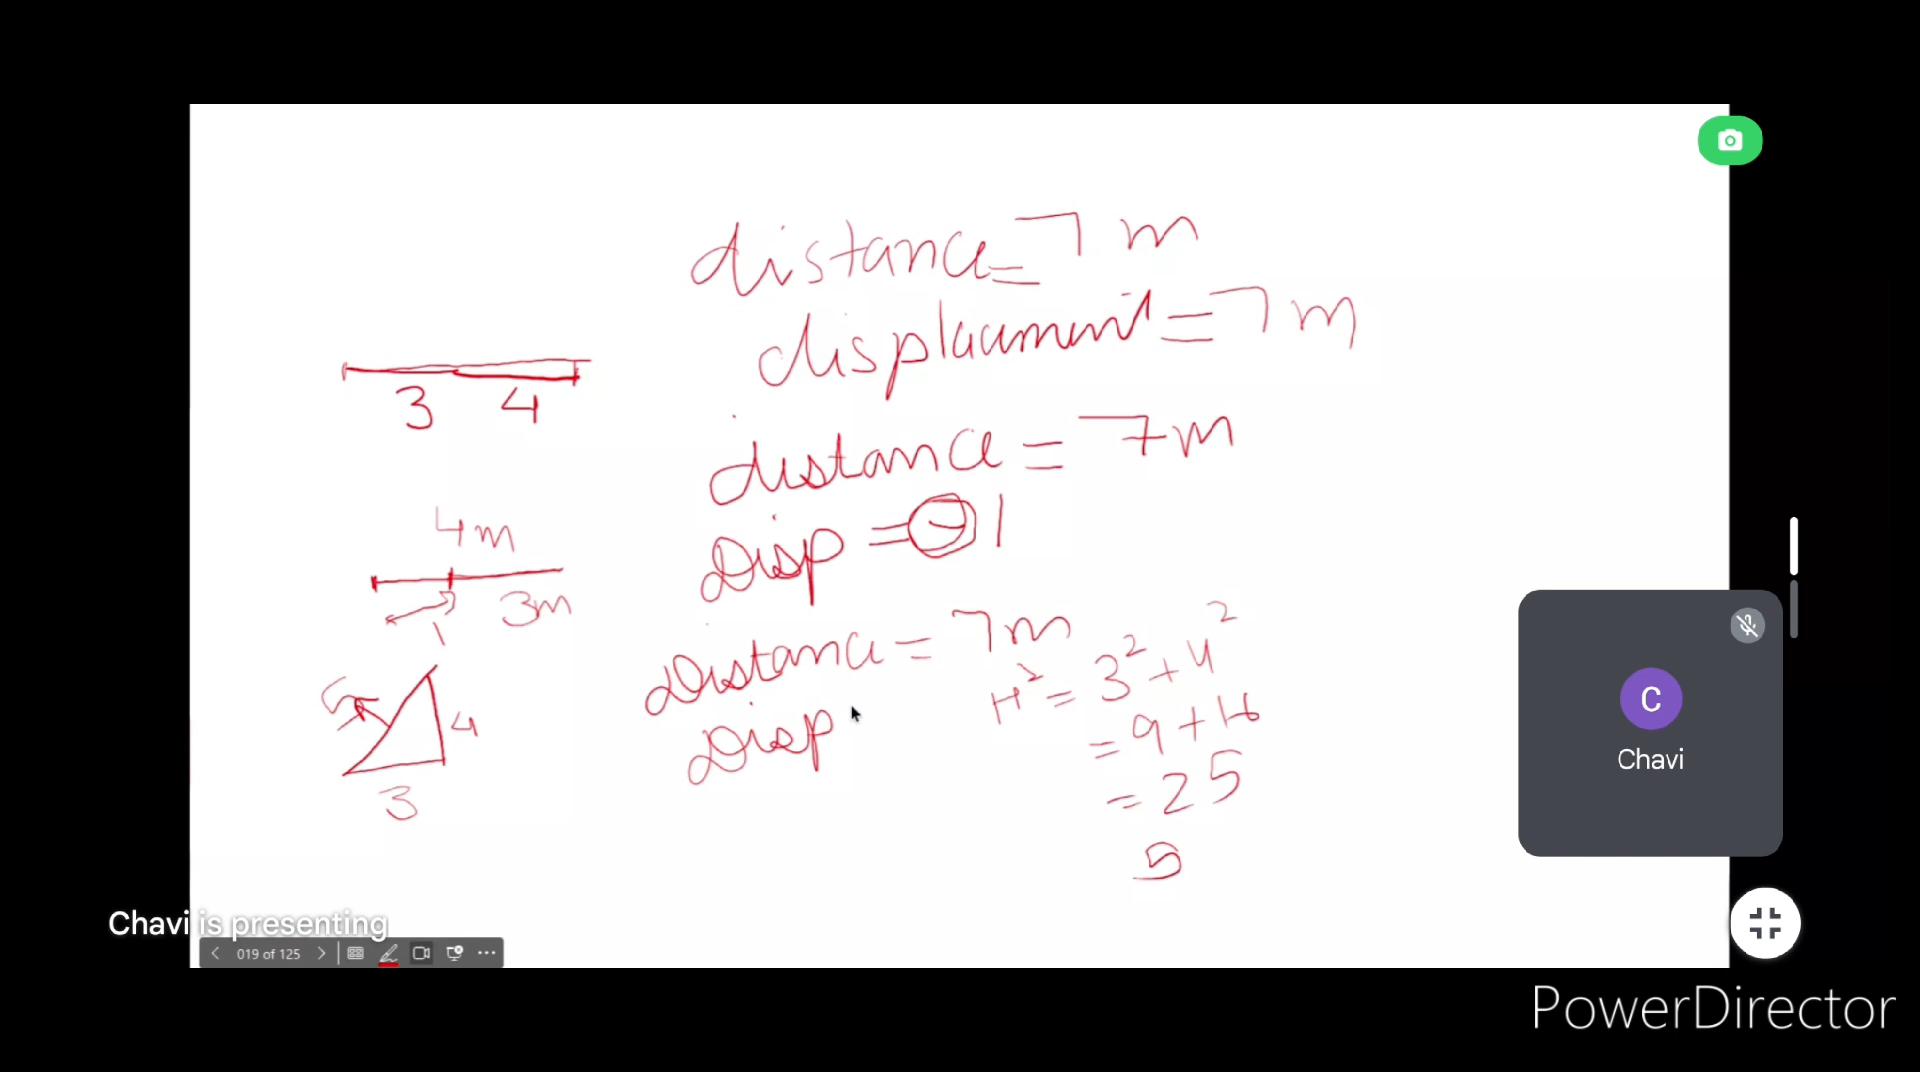 distance = 7 m
displacement = 7 m
3 4
distance = 7m
Disp = - 1
4m
3m
1
Distance = 7m
H² = 3² + 4²
= 9 + 16
= 25
5
Disp
5
4
3
C
Chavi
Chavi is presenting
019 of 125
PowerDirector